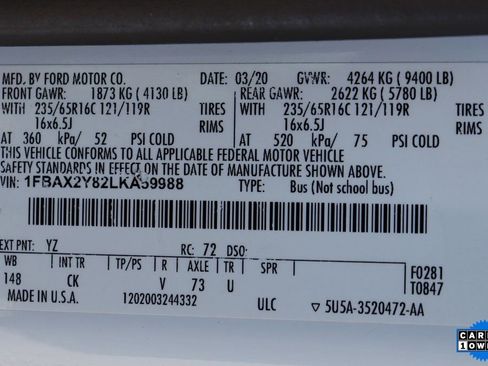 MFD. BY FORD MOTOR CO. DATE: 03/20 GVWR: 4264 KG ( 9400 LB)
FRONT GAWR: 1873 KG ( 4130 LB) REAR GAWR: 2622 KG ( 5780 LB)
WITH 235/65R16C 121/119R TIRES WITH 235/65R16C 121/119R TIRES
16x6.5J RIMS 16x6.5J RIMS
AT 360 kPa/ 52 PSI COLD AT 520 kPa/ 75 PSI COLD
THIS VEHICLE CONFORMS TO ALL APPLICABLE FEDERAL MOTOR VEHICLE
SAFETY STANDARDS IN EFFECT ON THE DATE OF MANUFACTURE SHOWN ABOVE.
VIN: 1FBAX2Y82LKA59988 TYPE: Bus (Not school bus)
EXT PNT: YZ RC: 72 DSO:
WB INT TR TP/PS R AXLE TR SPR F0281
148 CK V 73 U T0847
MADE IN U.S.A. 1202003244332 ULC ▽ 5U5A-3520472-AA
1 OWN